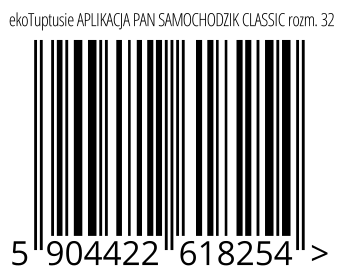 ekoTuptusie APLIKACJA PAN SAMOCHODZIK CLASSIC rozm. 32
5 904422 618254 >